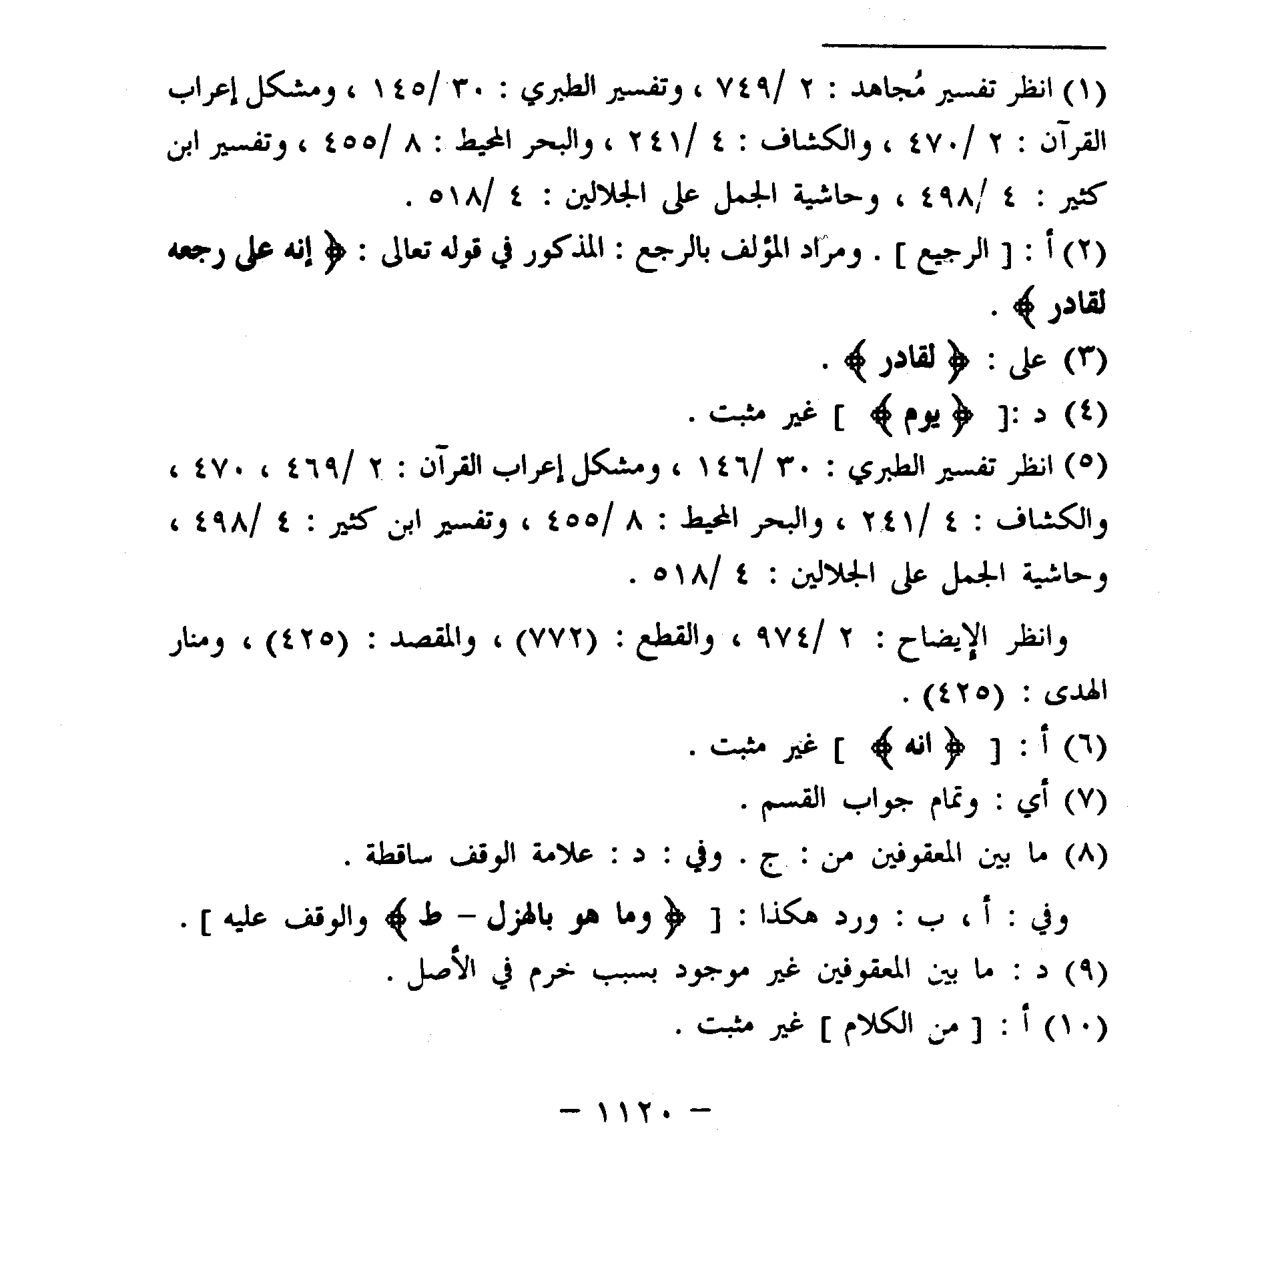 (١) انظر تفسير مُجاهد : ٢ /٧٤٩ ، وتفسير الطبري : ٣٠ /١٤٥ ، ومشكل إعراب
القرآن : ٢ /٤٧٠ ، والكشاف : ٤ /٢٤١ ، والبحر المحيط : ٨ /٤٥٥ ، وتفسير ابن
كثير : ٤ /٤٩٨ ، وحاشية الجمل على الجلالين : ٤ /٥١٨ .
(٢) أ : [ الرجيع ] . ومراد المؤلف بالرجع : المذكور في قوله تعالى : ﴿ إنه على رجعه
لقادر ﴾ .
(٣) على : ﴿ لقادر ﴾ .
(٤) د :[ ﴿ يوم ﴾ ] غير مثبت .
(٥) انظر تفسير الطبري : ٣٠ /١٤٦ ، ومشكل إعراب القرآن : ٢ /٤٦٩ ، ٤٧٠ ،
والكشاف : ٤ /٢٤١ ، والبحر المحيط : ٨ /٤٥٥ ، وتفسير ابن كثير : ٤ /٤٩٨ ،
وحاشية الجمل على الجلالين : ٤ /٥١٨ .
وانظر الإيضاح : ٢ /٩٧٤ ، والقطع : (٧٧٢) ، والمقصد : (٤٢٥) ، ومنار
الهدى : (٤٢٥) .
(٦) أ : [ ﴿ انه ﴾ ] غير مثبت .
(٧) أي : وتمام جواب القسم .
(٨) ما بين المعقوفين من : ج . وفي : د : علامة الوقف ساقطة .
وفي : أ ، ب : ورد هكذا : [ ﴿ وما هو بالهزل – ط ﴾ والوقف عليه ] .
(٩) د : ما بين المعقوفين غير موجود بسبب خرم في الأصل .
(١٠) أ : [ من الكلام ] غير مثبت .
– ١١٢٠ –